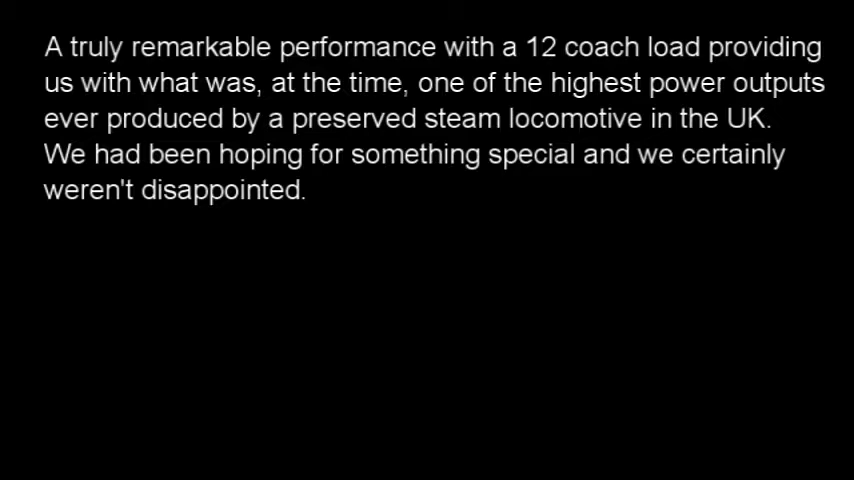 A truly remarkable performance with a 12 coach load providing
us with what was, at the time, one of the highest power outputs
ever produced by a preserved steam locomotive in the UK.
We had been hoping for something special and we certainly
weren't disappointed.